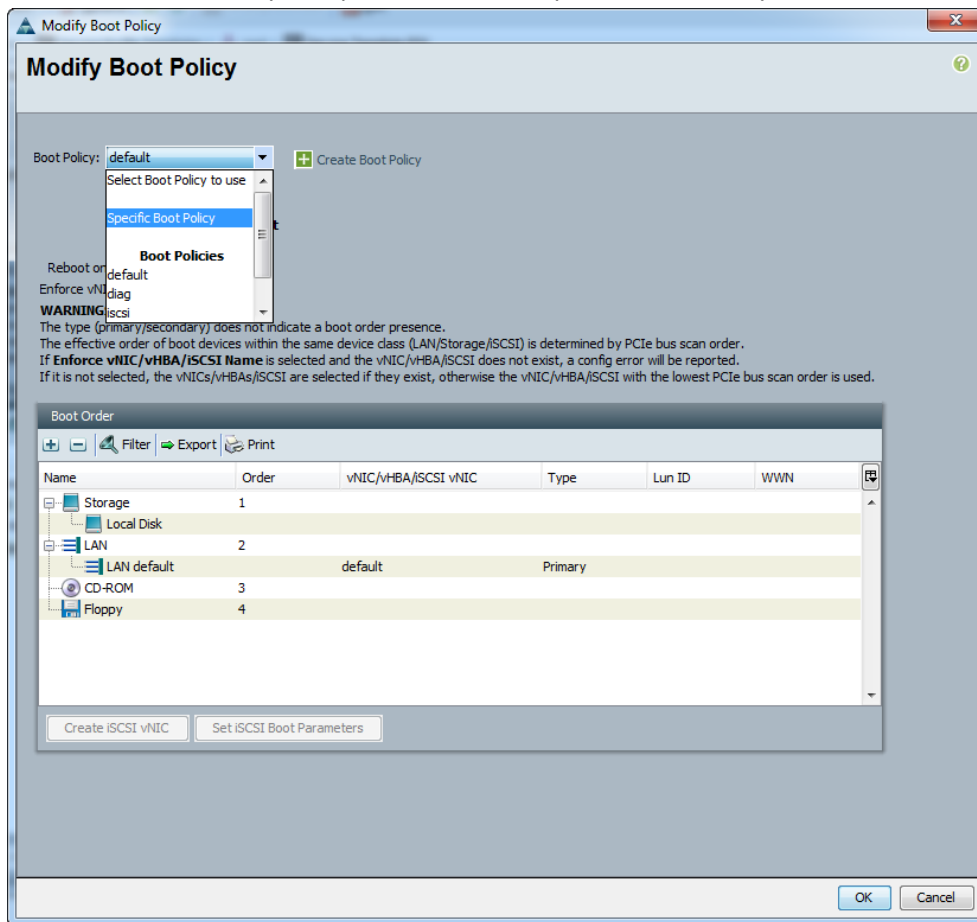 Modify Boot Policy
Modify Boot Policy
Boot Policy: default
Create Boot Policy
Select Boot Policy to use
Specific Boot Policy
t
Boot Policies
Reboot on
default
Enforce vNI
diag
WARNING
iscsi
The type (primary/secondary) does not indicate a boot order presence.
The effective order of boot devices within the same device class (LAN/Storage/iSCSI) is determined by PCIe bus scan order.
If Enforce vNIC/vHBA/iSCSI Name is selected and the vNIC/vHBA/iSCSI does not exist, a config error will be reported.
If it is not selected, the vNICs/vHBAs/iSCSI are selected if they exist, otherwise the vNIC/vHBA/iSCSI with the lowest PCIe bus scan order is used.
Boot Order
Filter Export Print
Name Order vNIC/vHBA/iSCSI vNIC Type Lun ID WWN
Storage 1
Local Disk
LAN 2
LAN default default Primary
CD-ROM 3
Floppy 4
Create iSCSI vNIC Set iSCSI Boot Parameters
OK Cancel